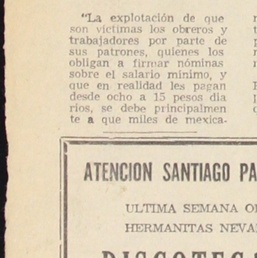 "La explotación de que
son víctimas los obreros y
trabajadores por parte de
sus patrones, quienes los
obligan a firmar nóminas
sobre el salario mínimo, y
que en realidad les pagan
desde ocho a 15 pesos dia
rios, se debe principalmen
te a que miles de mexica-
ATENCION SANTIAGO PA
ULTIMA SEMANA
HERMANITAS NEVA